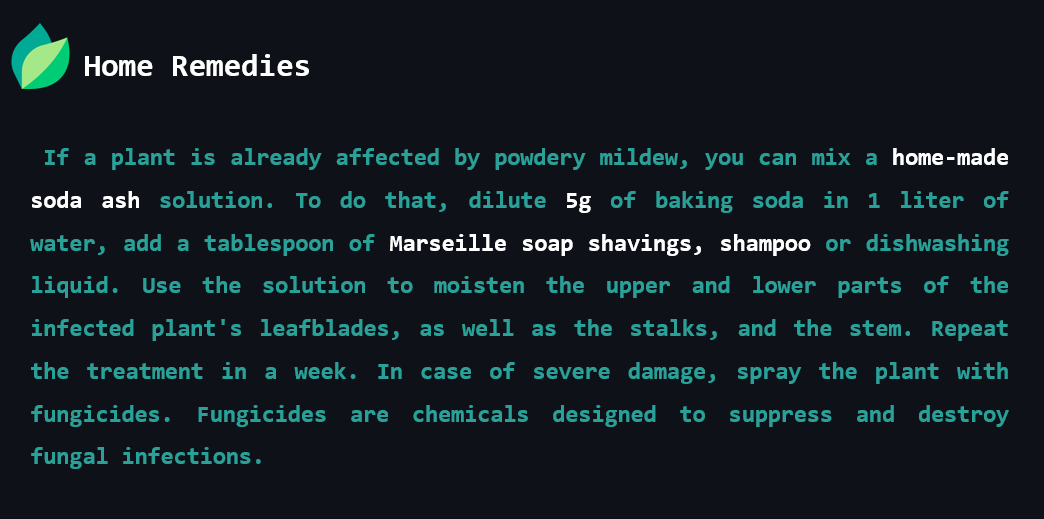 Home Remedies
If a plant is already affected by powdery mildew, you can mix a home-made
soda ash solution. To do that, dilute 5g of baking soda in 1 liter of
water, add a tablespoon of Marseille soap shavings, shampoo or dishwashing
liquid. Use the solution to moisten the upper and lower parts of the
infected plant's leafblades, as well as the stalks, and the stem. Repeat
the treatment in a week. In case of severe damage, spray the plant with
fungicides. Fungicides are chemicals designed to suppress and destroy
fungal infections.